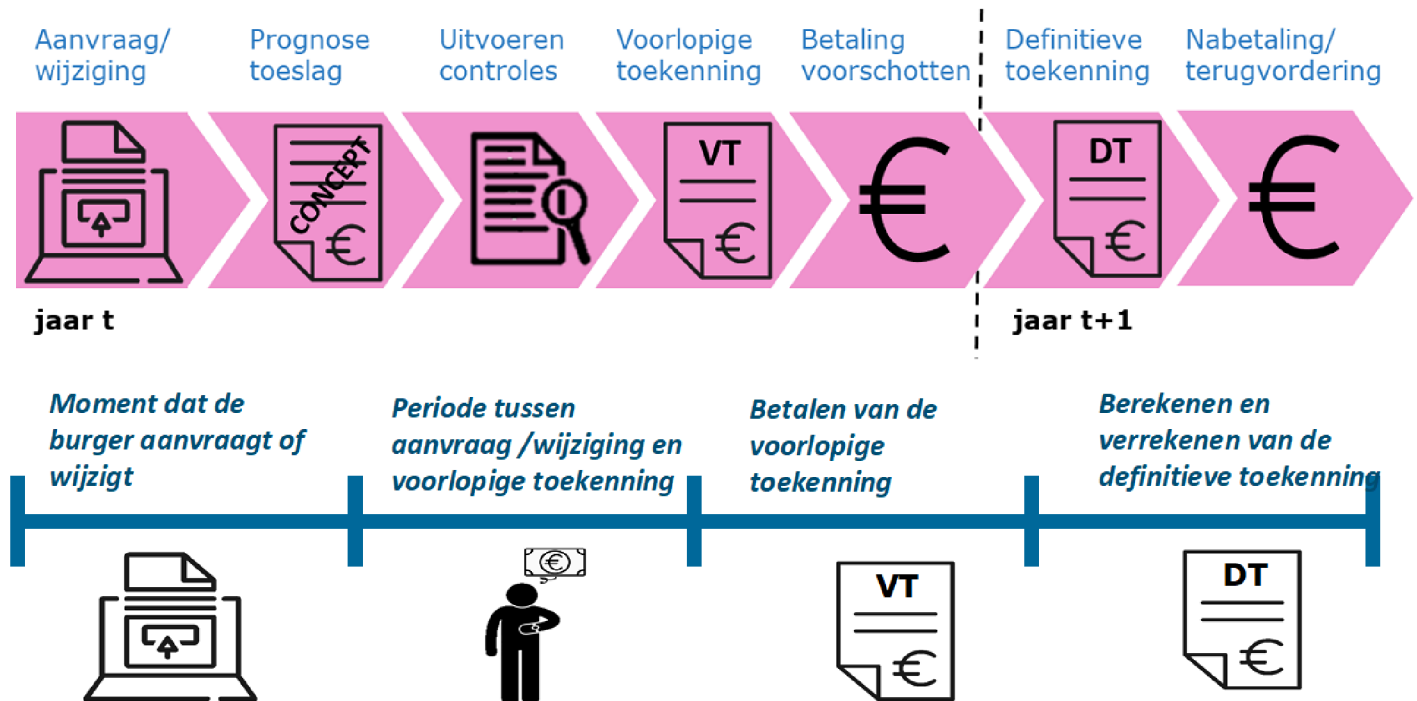 Aanvraag/
wijziging
Prognose
toeslag
Uitvoeren
controles
Voorlopige
toekenning
Betaling
voorschotten
Definitieve
toekenning
Nabetaling/
terugvordering
CONCEPT
€
VT
€
€
DT
€
€
jaar t
jaar t+1
Moment dat de
burger aanvraagt of
wijzigt
Periode tussen
aanvraag /wijziging en
voorlopige toekenning
Betalen van de
voorlopige
toekenning
Berekenen en
verrekenen van de
definitieve toekenning
€
VT
€
DT
€